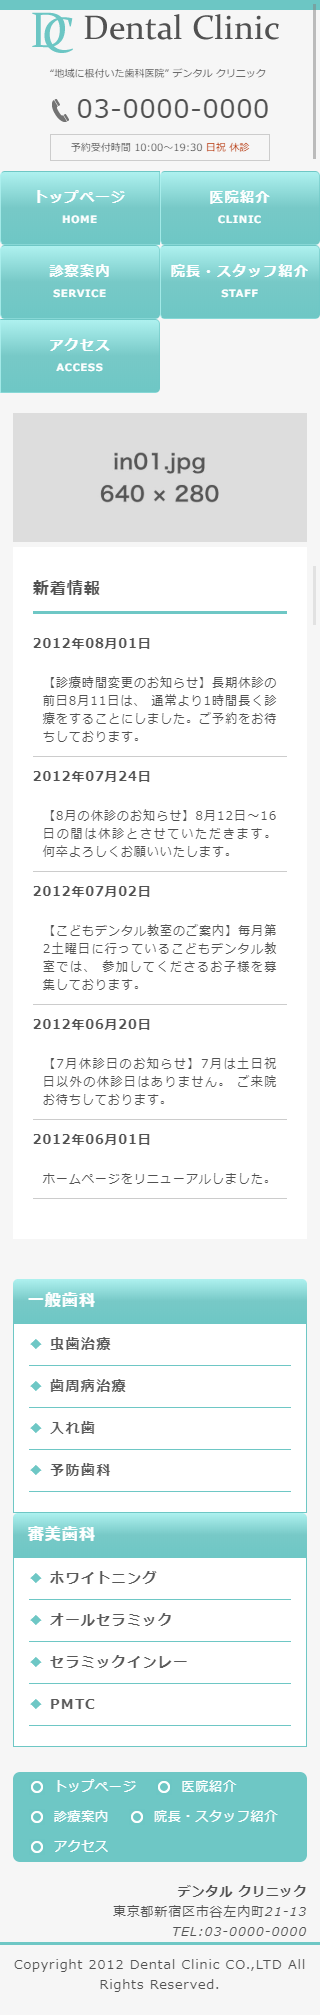 DC Dental Clinic
“地域に根付いた歯科医院” デンタル クリニック
03-0000-0000
予約受付時間 10:00〜19:30 日祝 休診
トップページ 医院紹介
HOME CLINIC
診察案内 院長・スタッフ紹介
SERVICE STAFF
アクセス
ACCESS
in01.jpg
640 × 280
新着情報
2012年08月01日
【診療時間変更のお知らせ】長期休診の
前日8月11日は、 通常より1時間長く診
療をすることにしました。ご予約をお待
ちしております。
2012年07月24日
【8月の休診のお知らせ】8月12日〜16
日の間は休診とさせていただきます。
何卒よろしくお願いいたします。
2012年07月02日
【こどもデンタル教室のご案内】毎月第
2土曜日に行っているこどもデンタル教
室では、 参加してくださるお子様を募
集しております。
2012年06月20日
【7月休診日のお知らせ】7月は土日祝
日以外の休診日はありません。 ご来院
お待ちしております。
2012年06月01日
ホームページをリニューアルしました。
一般歯科
虫歯治療
歯周病治療
入れ歯
予防歯科
審美歯科
ホワイトニング
オールセラミック
セラミックインレー
PMTC
トップページ 医院紹介
診療案内 院長・スタッフ紹介
アクセス
デンタル クリニック
東京都新宿区市谷左内町21-13
TEL:03-0000-0000
Copyright 2012 Dental Clinic CO.,LTD All
Rights Reserved.